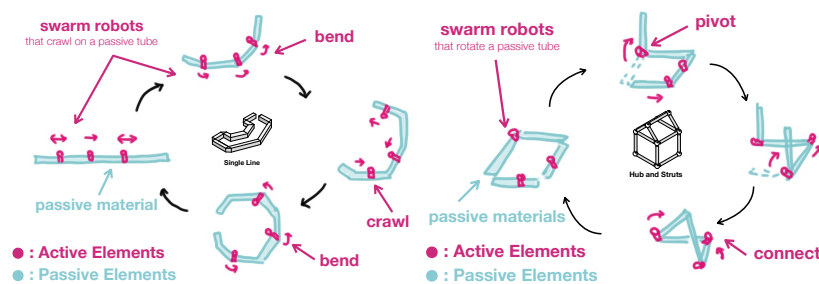 swarm robots
that crawl on a passive tube
bend
Single Line
passive material
crawl
bend
● : Active Elements
● : Passive Elements
swarm robots
that rotate a passive tube
pivot
Hub and Struts
passive materials
connect
● : Active Elements
● : Passive Elements